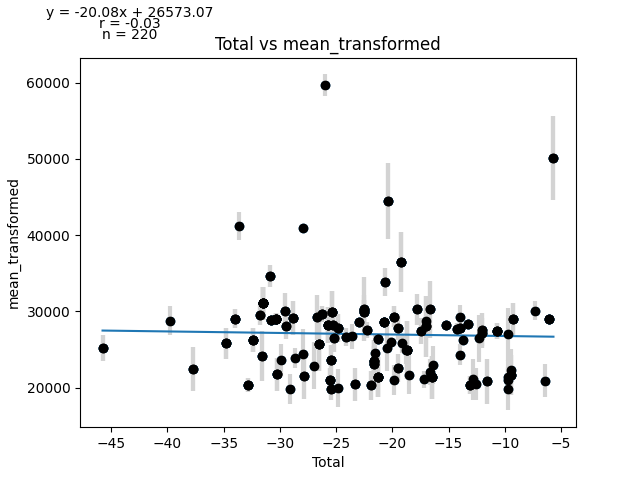 y = -20.08x + 26573.07
r = -0.03
n = 220
Total vs mean_transformed
mean_transformed
60000
50000
40000
30000
20000
−45
−40
−35
−30
−25
−20
−15
−10
−5
Total